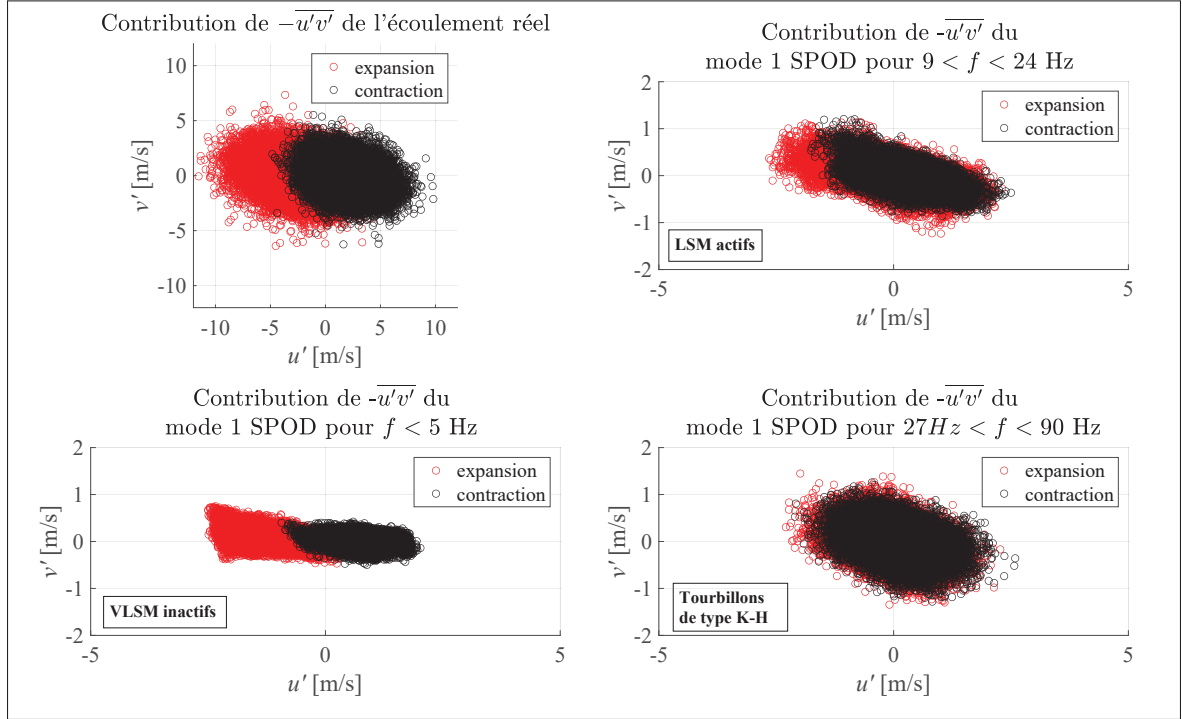 Contribution de $-\overline{u'v'}$ de l'écoulement réel
expansion
contraction
10
5
0
-5
-10
v' [m/s]
-10 -5 0 5 10
u' [m/s]
Contribution de -$\overline{u'v'}$ du
mode 1 SPOD pour 9 < f < 24 Hz
expansion
contraction
2
1
0
-1
-2
v' [m/s]
LSM actifs
-5 0 5
u' [m/s]
Contribution de -$\overline{u'v'}$ du
mode 1 SPOD pour f < 5 Hz
expansion
contraction
2
1
0
-1
-2
v' [m/s]
VLSM inactifs
-5 0 5
u' [m/s]
Contribution de -$\overline{u'v'}$ du
mode 1 SPOD pour 27Hz < f < 90 Hz
expansion
contraction
2
1
0
-1
-2
v' [m/s]
Tourbillons
de type K-H
-5 0 5
u' [m/s]